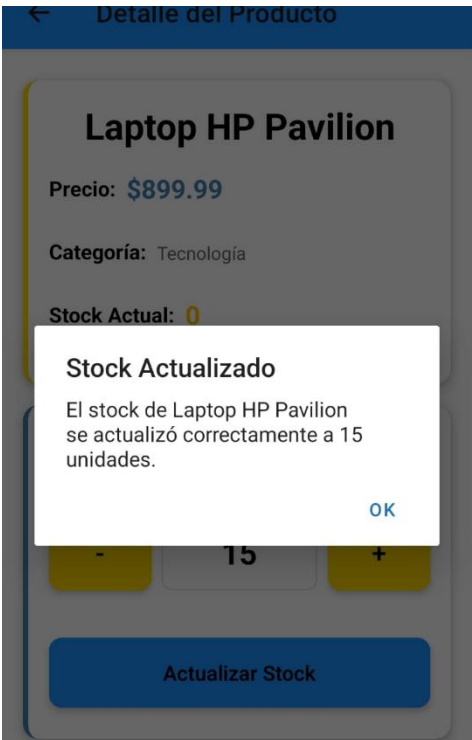 ← Detalle del Producto
Laptop HP Pavilion
Precio: $899.99
Categoría: Tecnología
Stock Actual: 0
Stock Actualizado
El stock de Laptop HP Pavilion
se actualizó correctamente a 15
unidades.
OK
- 15 +
Actualizar Stock